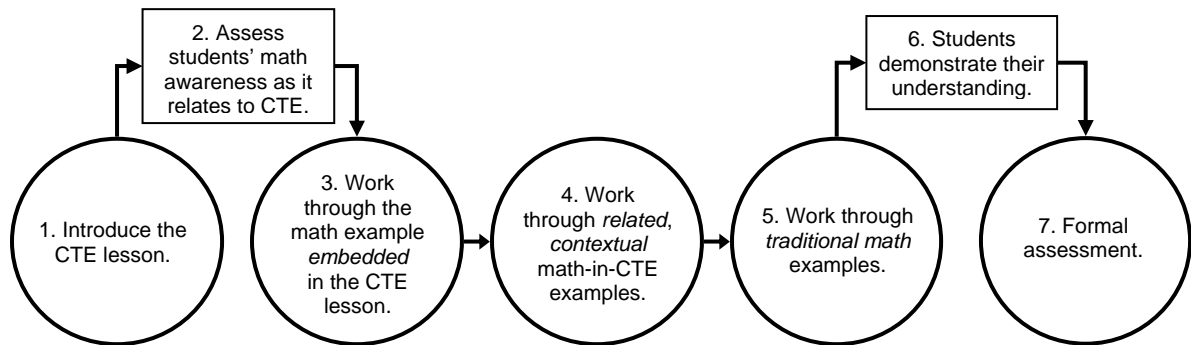 2. Assess
students’ math
awareness as it
relates to CTE.
6. Students
demonstrate their
understanding.
1. Introduce the
CTE lesson.
3. Work
through the
math example
embedded
in the CTE
lesson.
4. Work
through related,
contextual
math-in-CTE
examples.
5. Work through
traditional math
examples.
7. Formal
assessment.